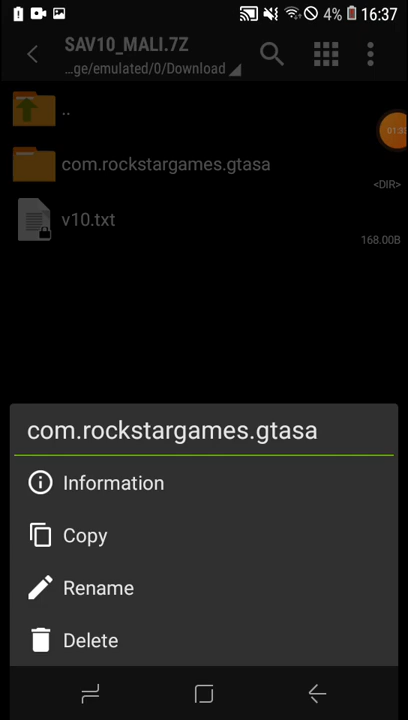 4% 16:37
SAV10_MALI.7Z
…ge/emulated/0/Download
..
com.rockstargames.gtasa
<DIR>
v10.txt
168.00B
com.rockstargames.gtasa
Information
Copy
Rename
Delete